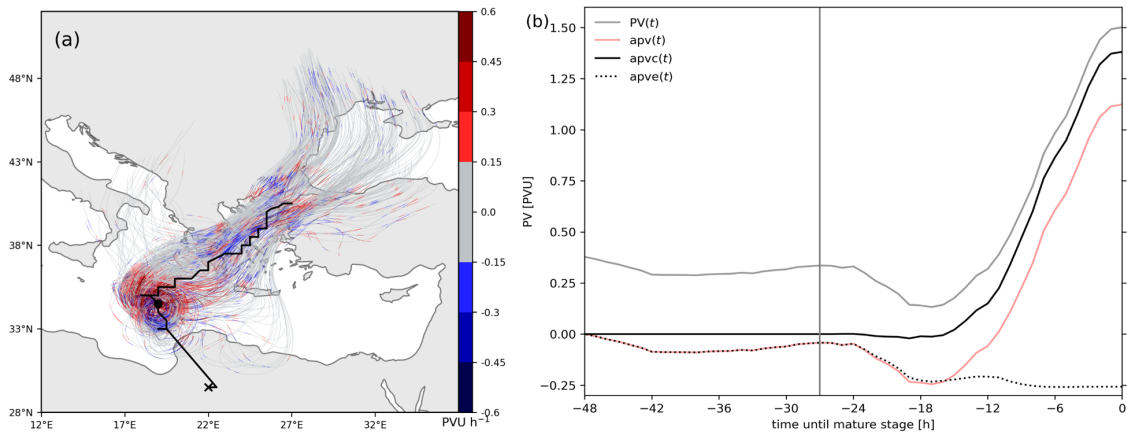 (a)
48°N
43°N
38°N
33°N
28°N
12°E
17°E
22°E
27°E
32°E
0.6
0.45
0.3
0.15
0.0
-0.15
-0.3
-0.45
-0.6
PVU h⁻¹
(b)
PV(t)
apv(t)
apvc(t)
apve(t)
PV [PVU]
1.50
1.25
1.00
0.75
0.50
0.25
0.00
−0.25
−48
−42
−36
−30
−24
−18
−12
−6
0
time until mature stage [h]